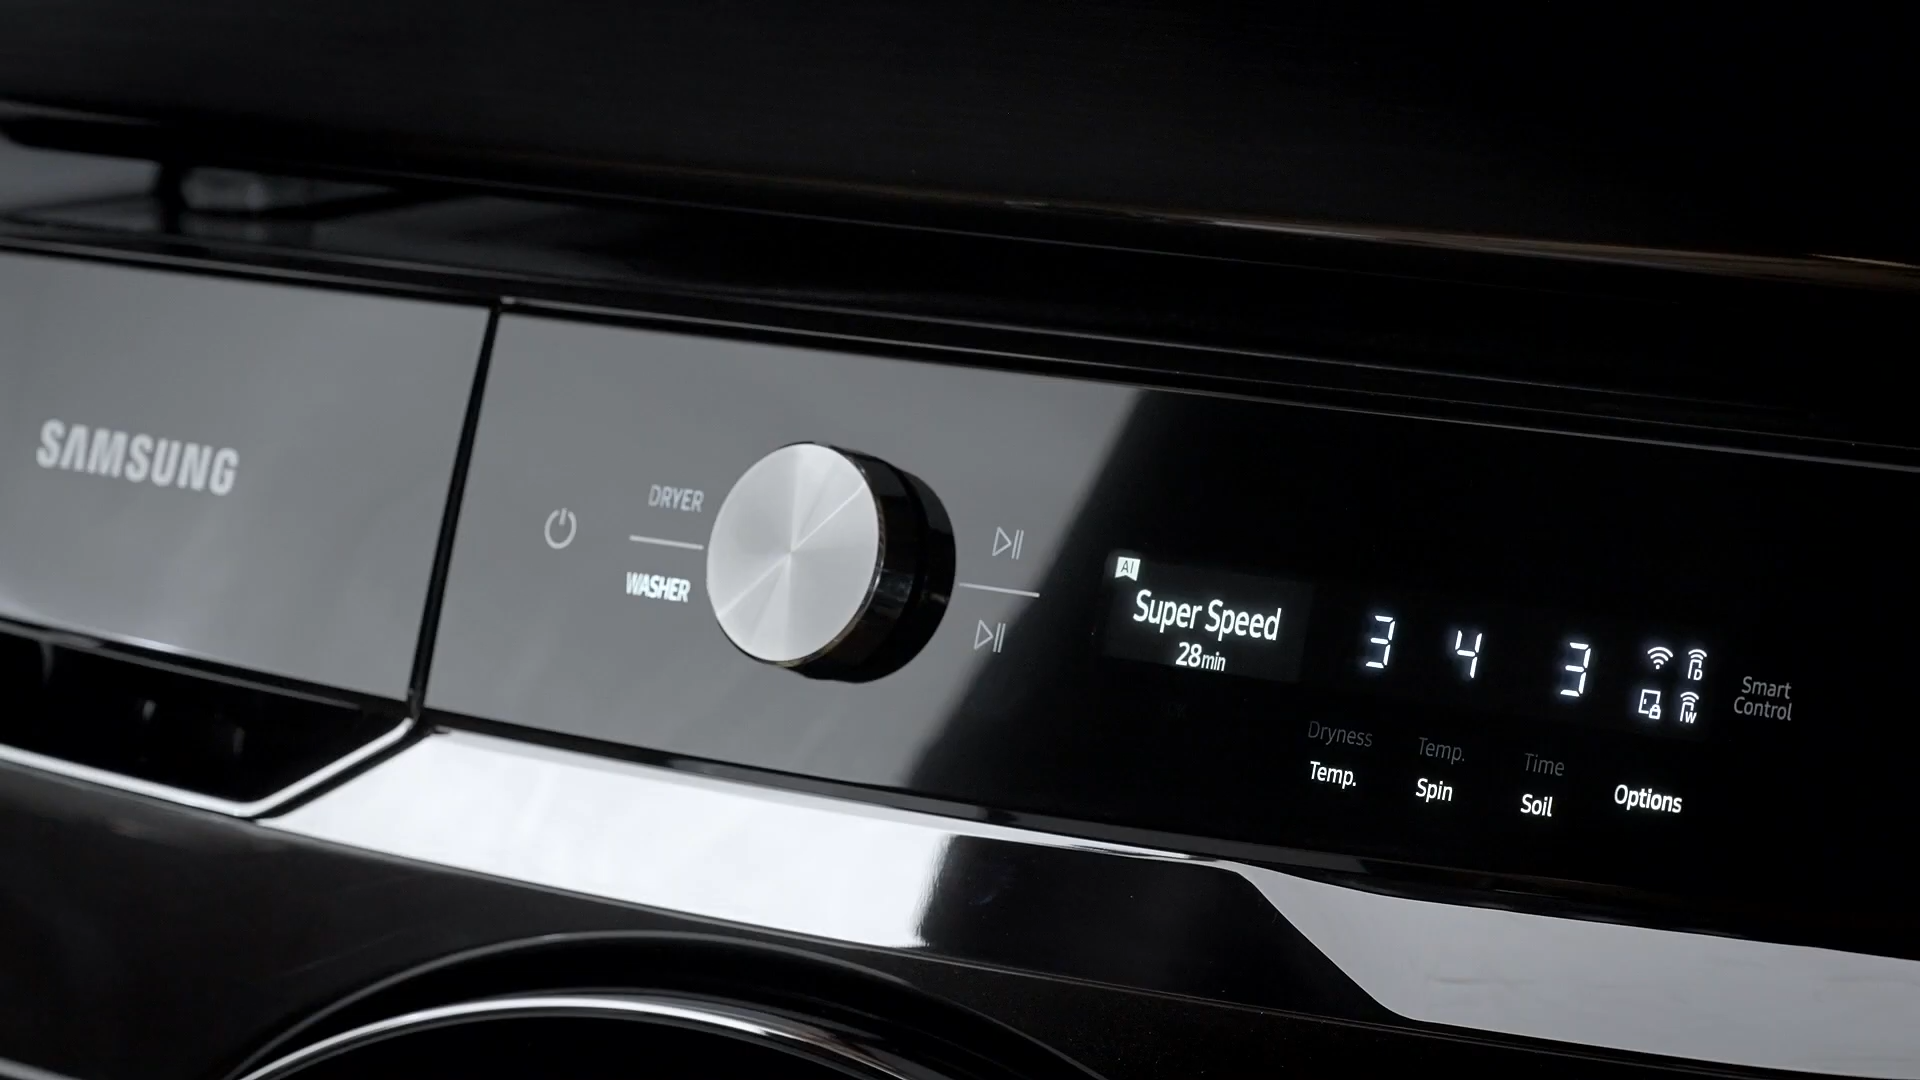 SAMSUNG
DRYER
WASHER
AI
Super Speed
28min
3 4 3
D
W
Smart
Control
Dryness Temp. Time
Temp. Spin Soil Options